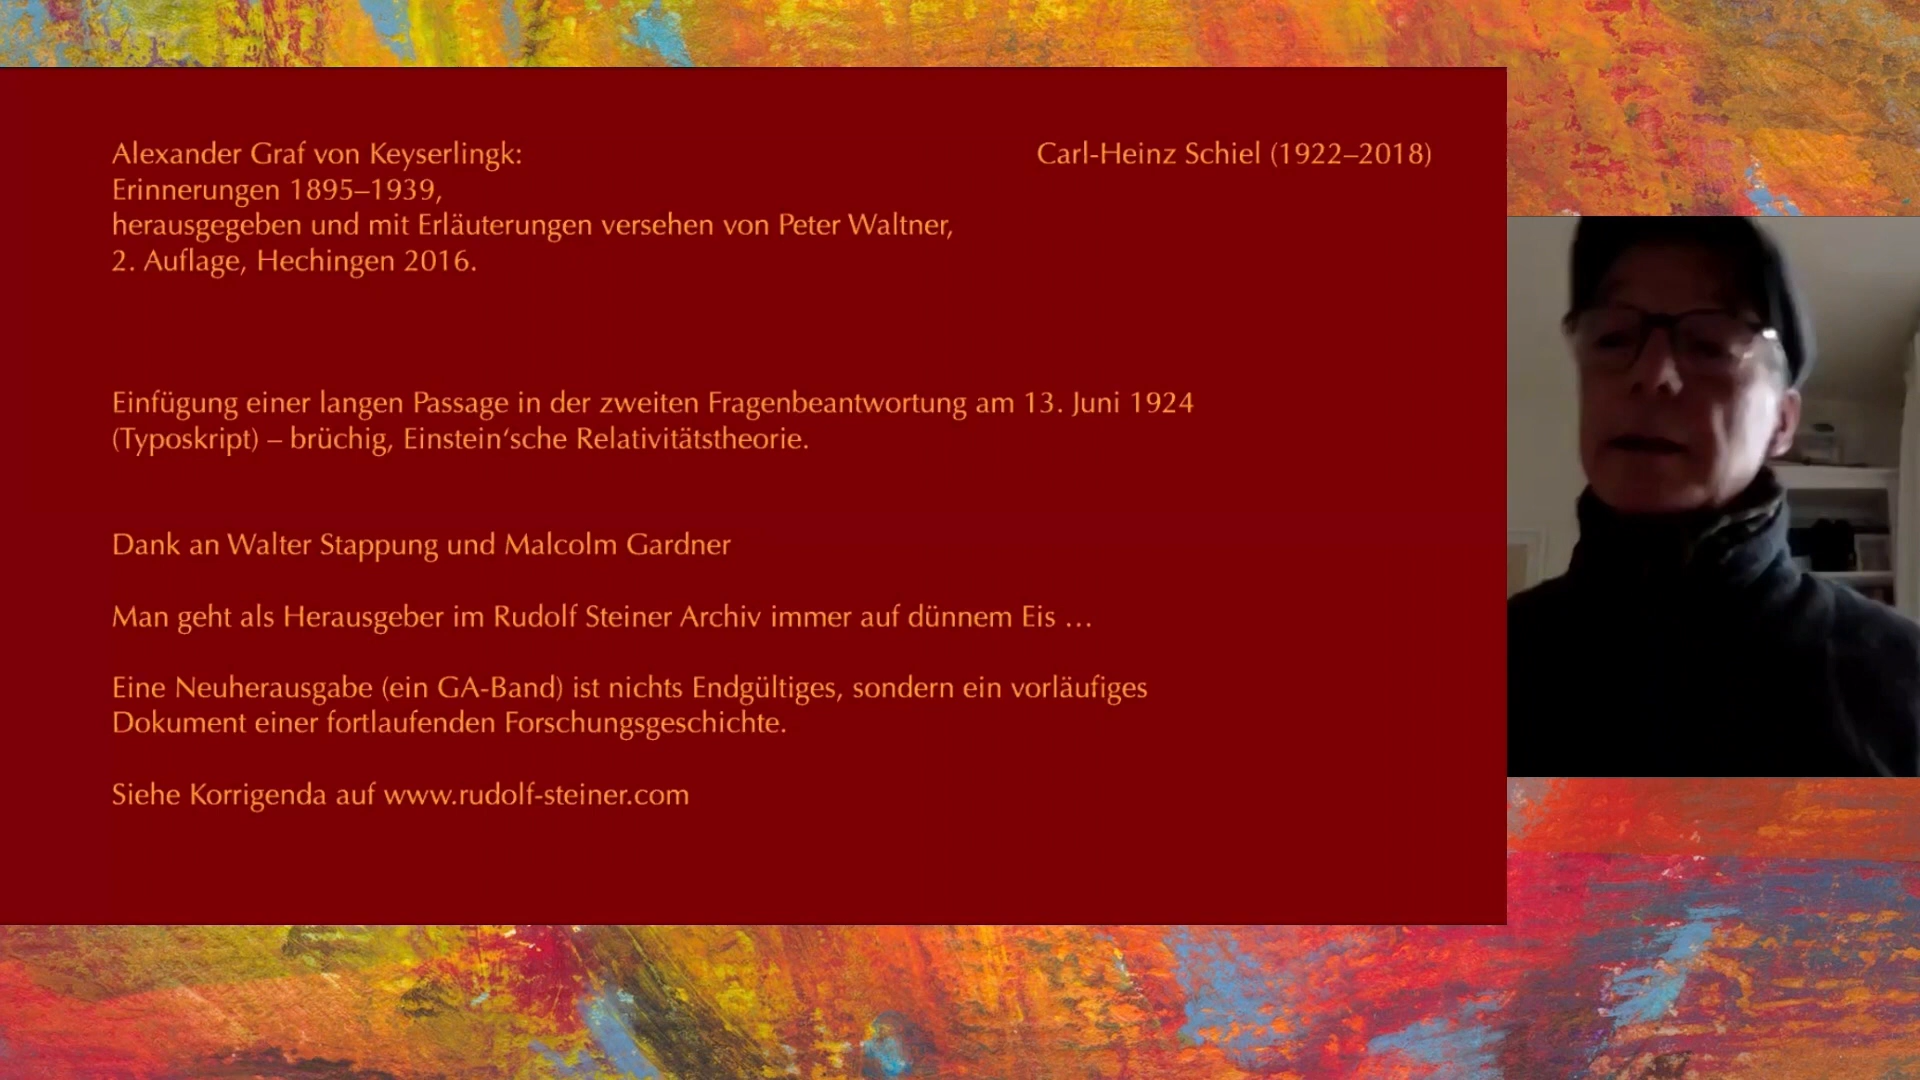 Alexander Graf von Keyserlingk:
Carl-Heinz Schiel (1922–2018)
Erinnerungen 1895–1939,
herausgegeben und mit Erläuterungen versehen von Peter Waltner,
2. Auflage, Hechingen 2016.
Einfügung einer langen Passage in der zweiten Fragenbeantwortung am 13. Juni 1924
(Typoskript) – brüchig, Einstein‘sche Relativitätstheorie.
Dank an Walter Stappung und Malcolm Gardner
Man geht als Herausgeber im Rudolf Steiner Archiv immer auf dünnem Eis …
Eine Neuherausgabe (ein GA-Band) ist nichts Endgültiges, sondern ein vorläufiges
Dokument einer fortlaufenden Forschungsgeschichte.
Siehe Korrigenda auf www.rudolf-steiner.com